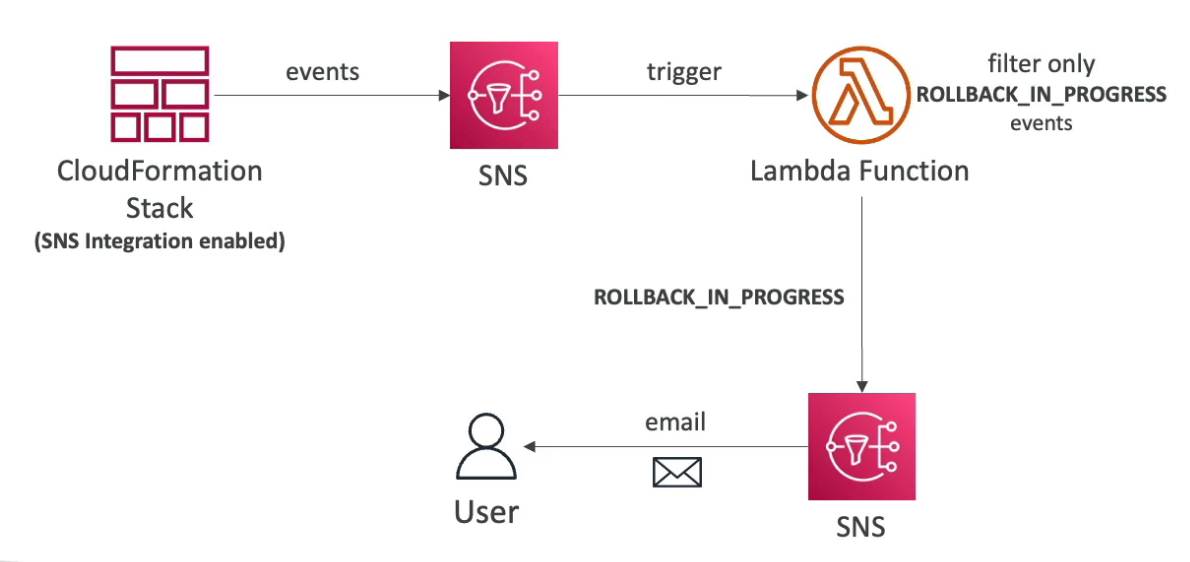 events
trigger
filter only
ROLLBACK_IN_PROGRESS
events
CloudFormation
Stack
(SNS Integration enabled)
SNS
Lambda Function
ROLLBACK_IN_PROGRESS
email
User
SNS